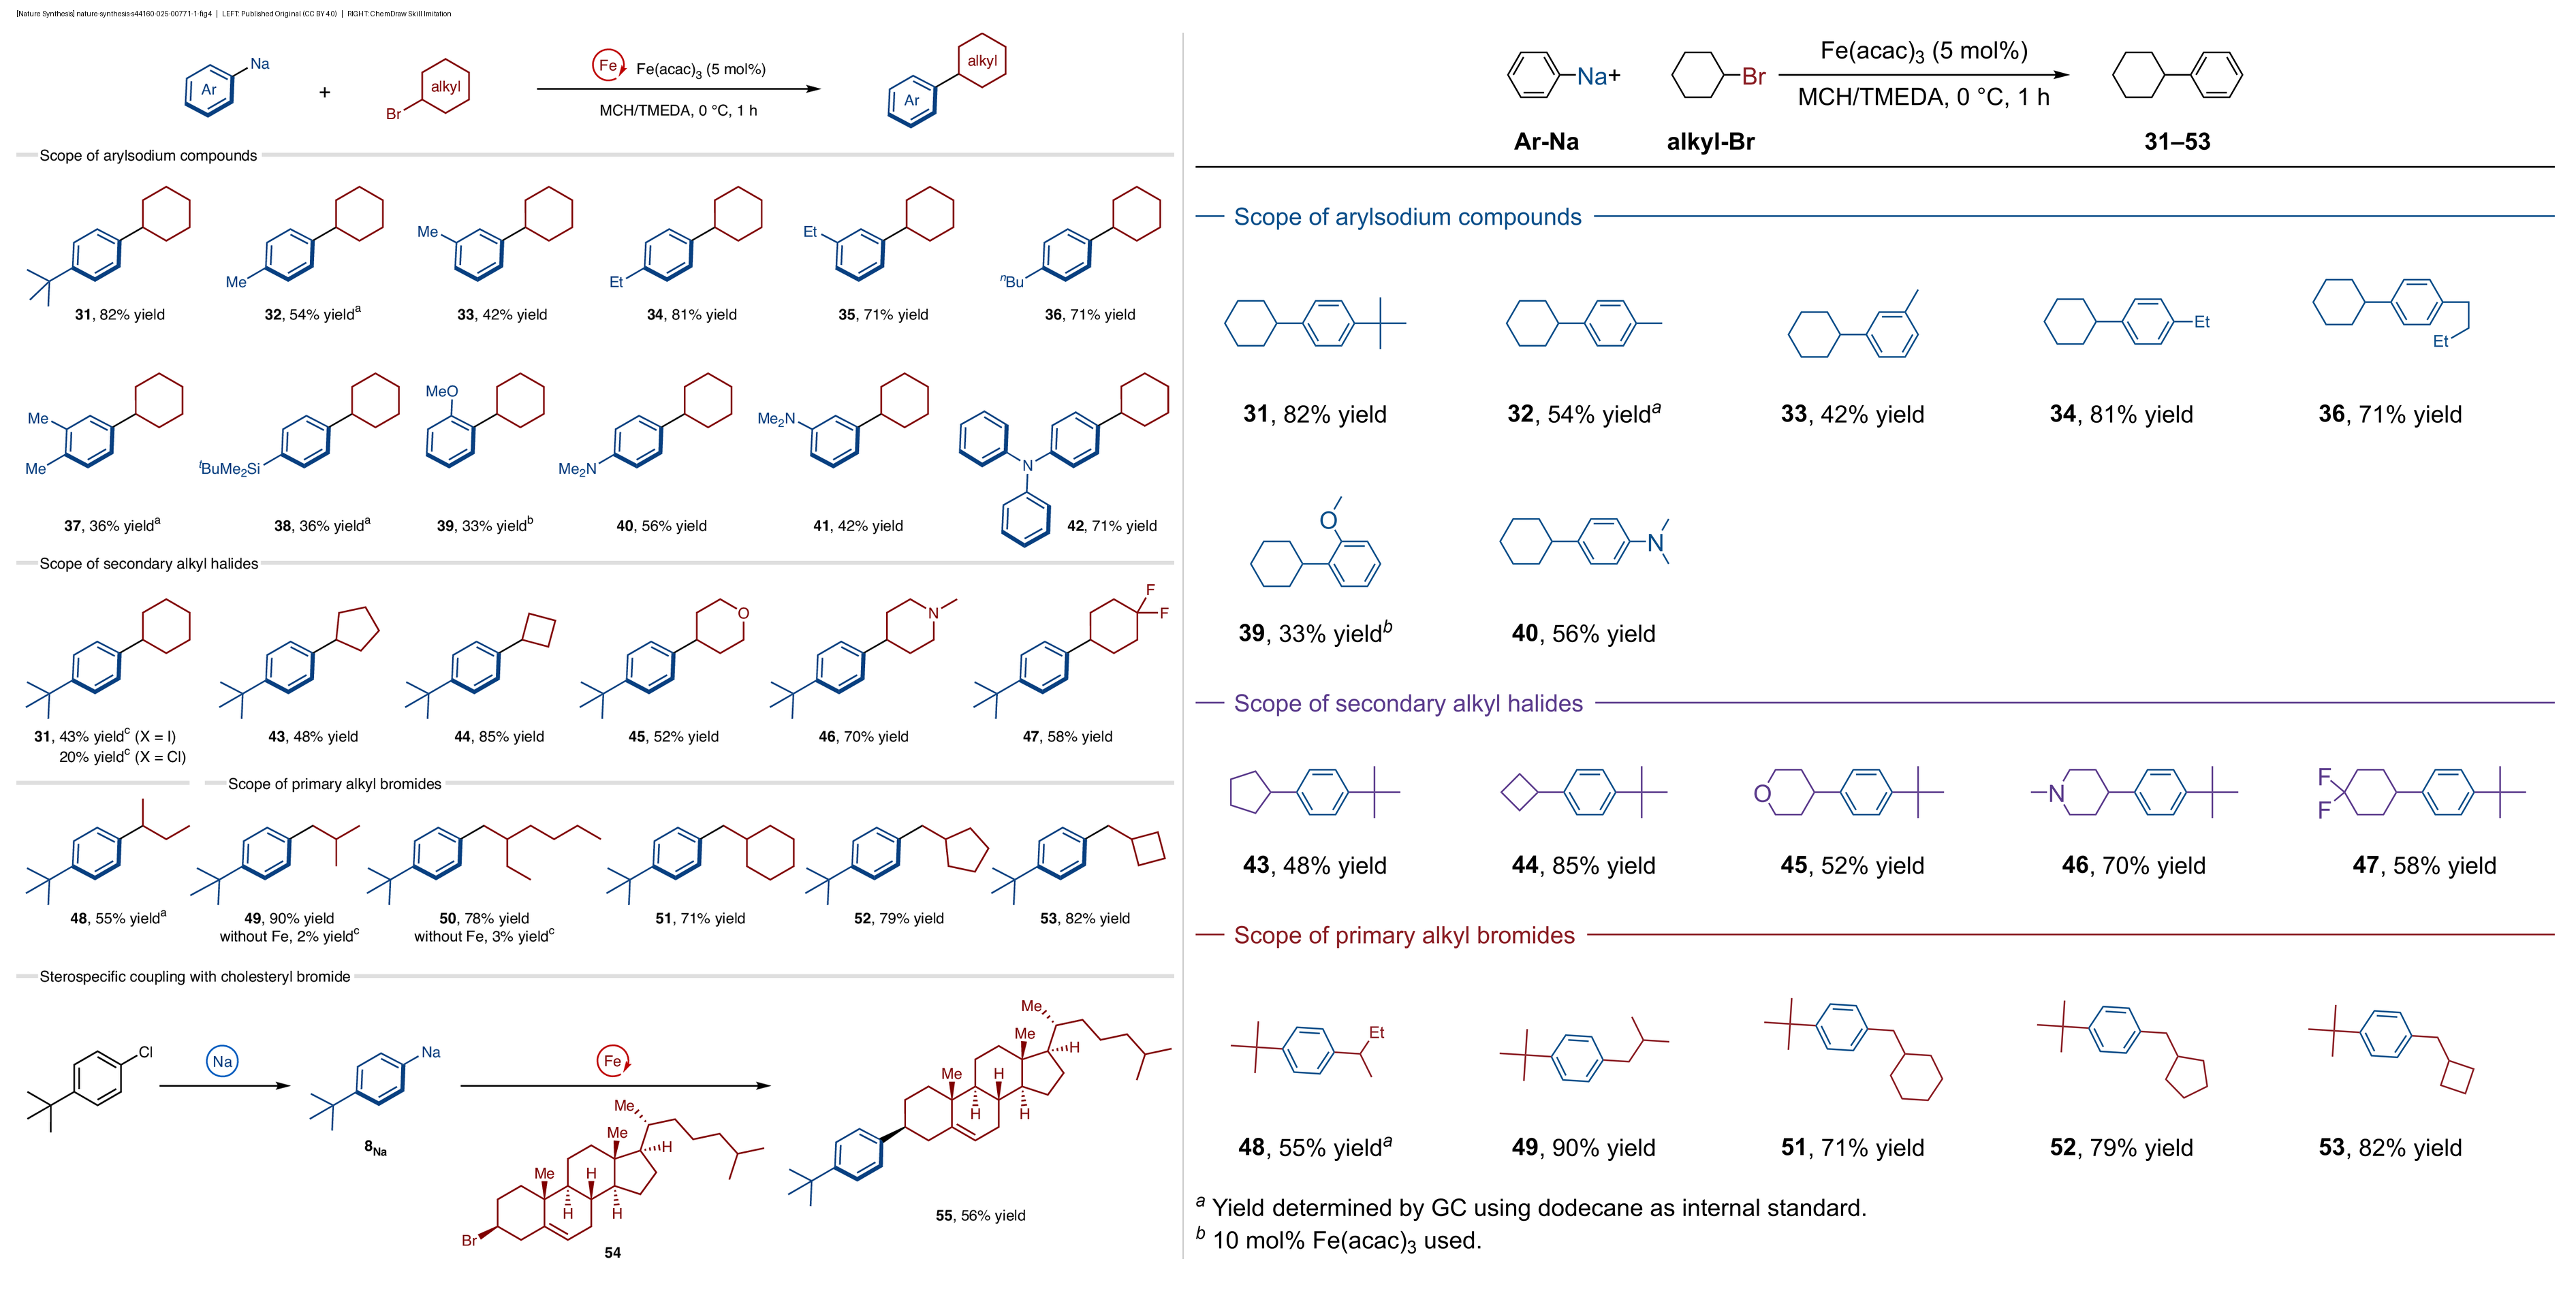 [Nature Synthesis] nature-synthesis-s44160-025-00771-1-fig4 | LEFT: Published Original (CC BY 4.0) | RIGHT: ChemDraw Skill Imitation
Na
Ar
+
alkyl
Br
Fe
Fe(acac)3 (5 mol%)
MCH/TMEDA, 0 °C, 1 h
alkyl
Ar
Scope of arylsodium compounds
Me
Me
Et
Et
nBu
31, 82% yield
32, 54% yielda
33, 42% yield
34, 81% yield
35, 71% yield
36, 71% yield
Me
Me
tBuMe2Si
MeO
Me2N
Me2N
N
37, 36% yielda
38, 36% yielda
39, 33% yieldb
40, 56% yield
41, 42% yield
42, 71% yield
Scope of secondary alkyl halides
O
N
F
F
31, 43% yieldc (X = I)
20% yieldc (X = Cl)
43, 48% yield
44, 85% yield
45, 52% yield
46, 70% yield
47, 58% yield
Scope of primary alkyl bromides
48, 55% yielda
49, 90% yield
without Fe, 2% yieldc
50, 78% yield
without Fe, 3% yieldc
51, 71% yield
52, 79% yield
53, 82% yield
Sterospecific coupling with cholesteryl bromide
Cl
Na
Na
8Na
Fe
Me
Me
H
Me
H
H
H
Br
54
Me
Me
H
Me
H
H
H
55, 56% yield
Na+
Br
Fe(acac)3 (5 mol%)
MCH/TMEDA, 0 °C, 1 h
Ar-Na
alkyl-Br
31–53
Scope of arylsodium compounds
Et
Et
31, 82% yield
32, 54% yielda
33, 42% yield
34, 81% yield
36, 71% yield
O
N
39, 33% yieldb
40, 56% yield
Scope of secondary alkyl halides
O
N
F
F
43, 48% yield
44, 85% yield
45, 52% yield
46, 70% yield
47, 58% yield
Scope of primary alkyl bromides
Et
48, 55% yielda
49, 90% yield
51, 71% yield
52, 79% yield
53, 82% yield
a Yield determined by GC using dodecane as internal standard.
b 10 mol% Fe(acac)3 used.